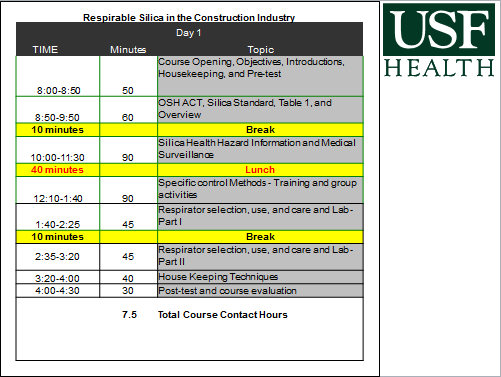 Respirable Silica in the Construction Industry
Day 1
TIME Minutes Topic
8:00-8:50 50 Course Opening, Objectives, Introductions,
Housekeeping, and Pre-test
8:50-9:50 60 OSH ACT, Silica Standard, Table 1, and
Overview
10 minutes Break
10:00-11:30 90 Silica Health Hazard Information and Medical
Surveillance
40 minutes Lunch
12:10-1:40 90 Specific control Methods - Training and group
activities
1:40-2:25 45 Respirator selection, use, and care and Lab-
Part I
10 minutes Break
2:35-3:20 45 Respirator selection, use, and care and Lab-
Part II
3:20-4:00 40 House Keeping Techniques
4:00-4:30 30 Post-test and course evaluation
7.5 Total Course Contact Hours
USF
HEALTH